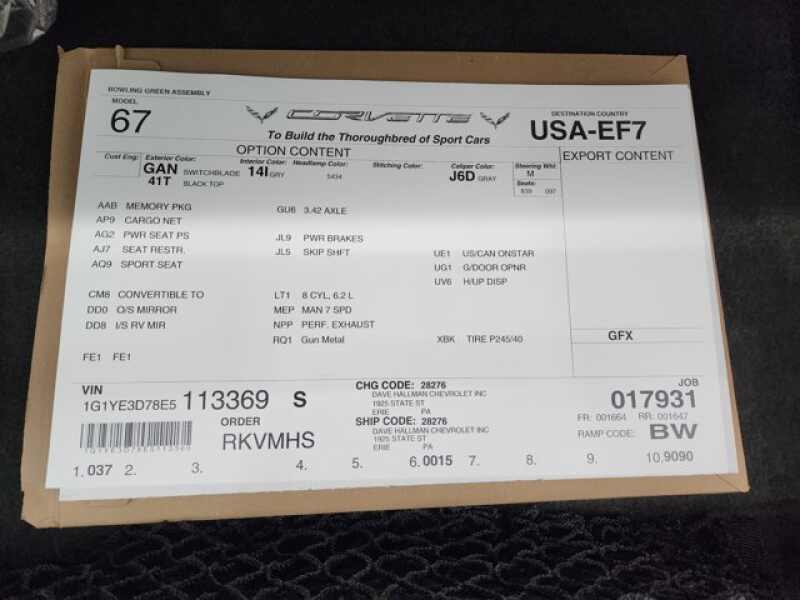 BOWLING GREEN ASSEMBLY
MODEL
67
CORVETTE
To Build the Thoroughbred of Sport Cars
DESTINATION COUNTRY
USA-EF7
OPTION CONTENT
EXPORT CONTENT
Cust Eng: Exterior Color: Interior Color: Headlamp Color: Stitching Color: Caliper Color: Steering Whl:
GAN SWITCHBLADE 14I GRY 5434 J6D GRAY M
41T BLACK TOP
Seats:
839 097
AAB MEMORY PKG
AP9 CARGO NET
AG2 PWR SEAT PS
AJ7 SEAT RESTR.
AQ9 SPORT SEAT
CM8 CONVERTIBLE TO
DD0 O/S MIRROR
DD8 I/S RV MIR
FE1 FE1
GU6 3.42 AXLE
JL9 PWR BRAKES
JL5 SKIP SHFT
LT1 8 CYL, 6.2 L
MEP MAN 7 SPD
NPP PERF. EXHAUST
RQ1 Gun Metal
UE1 US/CAN ONSTAR
UG1 G/DOOR OPNR
UV6 H/UP DISP
XBK TIRE P245/40
GFX
VIN
1G1YE3D78E5 113369 S
1G1YE3D78E5113369
ORDER
RKVMHS
CHG CODE: 28276
DAVE HALLMAN CHEVROLET INC
1925 STATE ST
ERIE PA
SHIP CODE: 28276
DAVE HALLMAN CHEVROLET INC
1925 STATE ST
ERIE PA
JOB
017931
FR: 001664 RR: 001647
RAMP CODE: BW
1. 037 2. 3. 4. 5. 6. 0015 7. 8. 9. 10. 9090